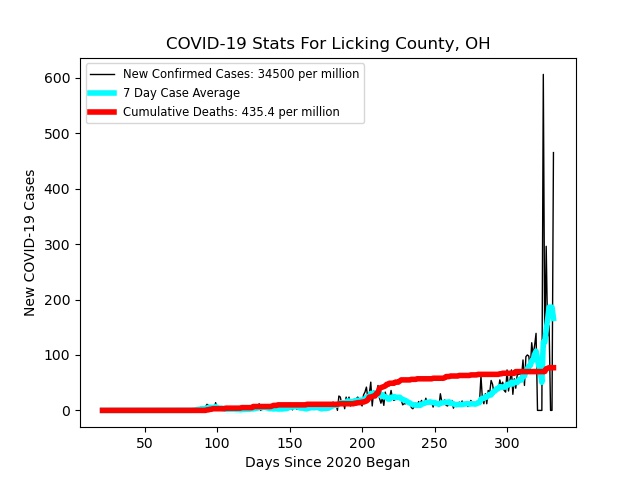 COVID-19 Stats For Licking County, OH
New Confirmed Cases: 34500 per million
7 Day Case Average
Cumulative Deaths: 435.4 per million
New COVID-19 Cases
600
500
400
300
200
100
0
50
100
150
200
250
300
Days Since 2020 Began